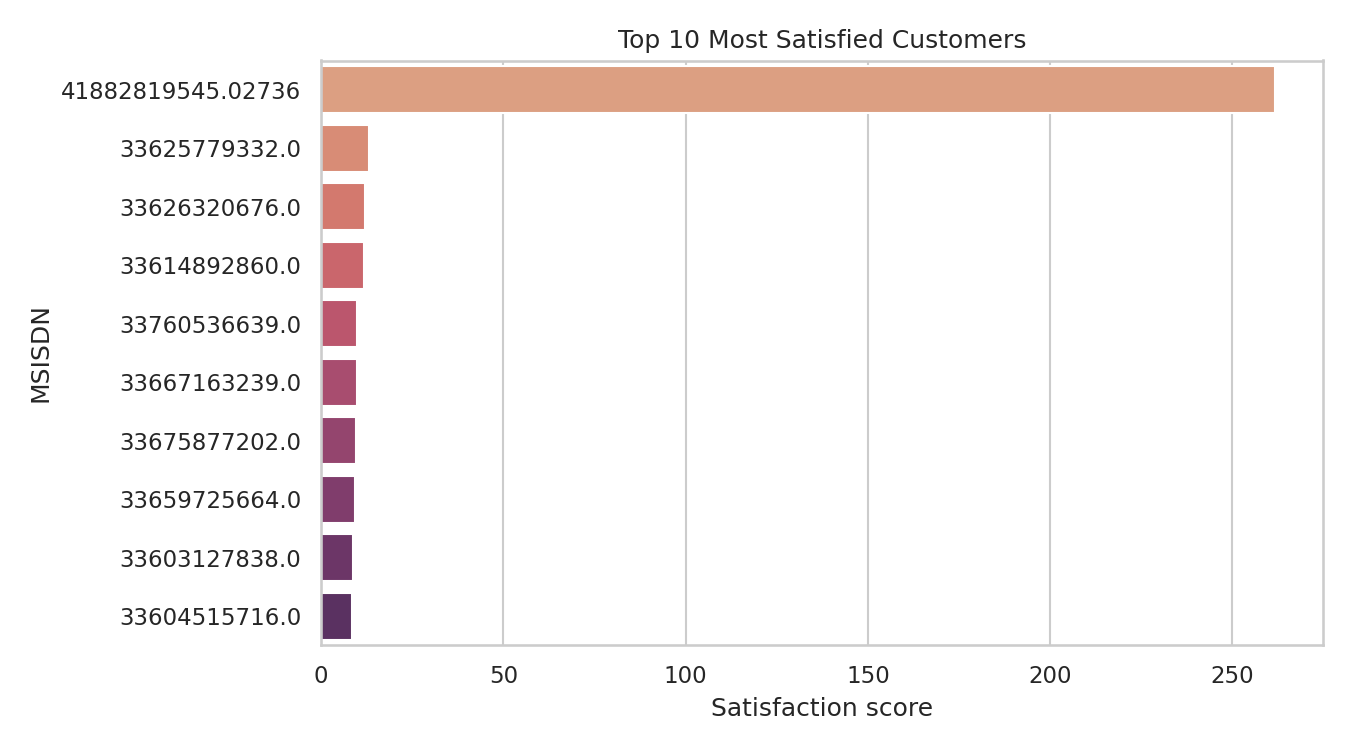 Top 10 Most Satisfied Customers
MSISDN
41882819545.02736
33625779332.0
33626320676.0
33614892860.0
33760536639.0
33667163239.0
33675877202.0
33659725664.0
33603127838.0
33604515716.0
0 50 100 150 200 250
Satisfaction score